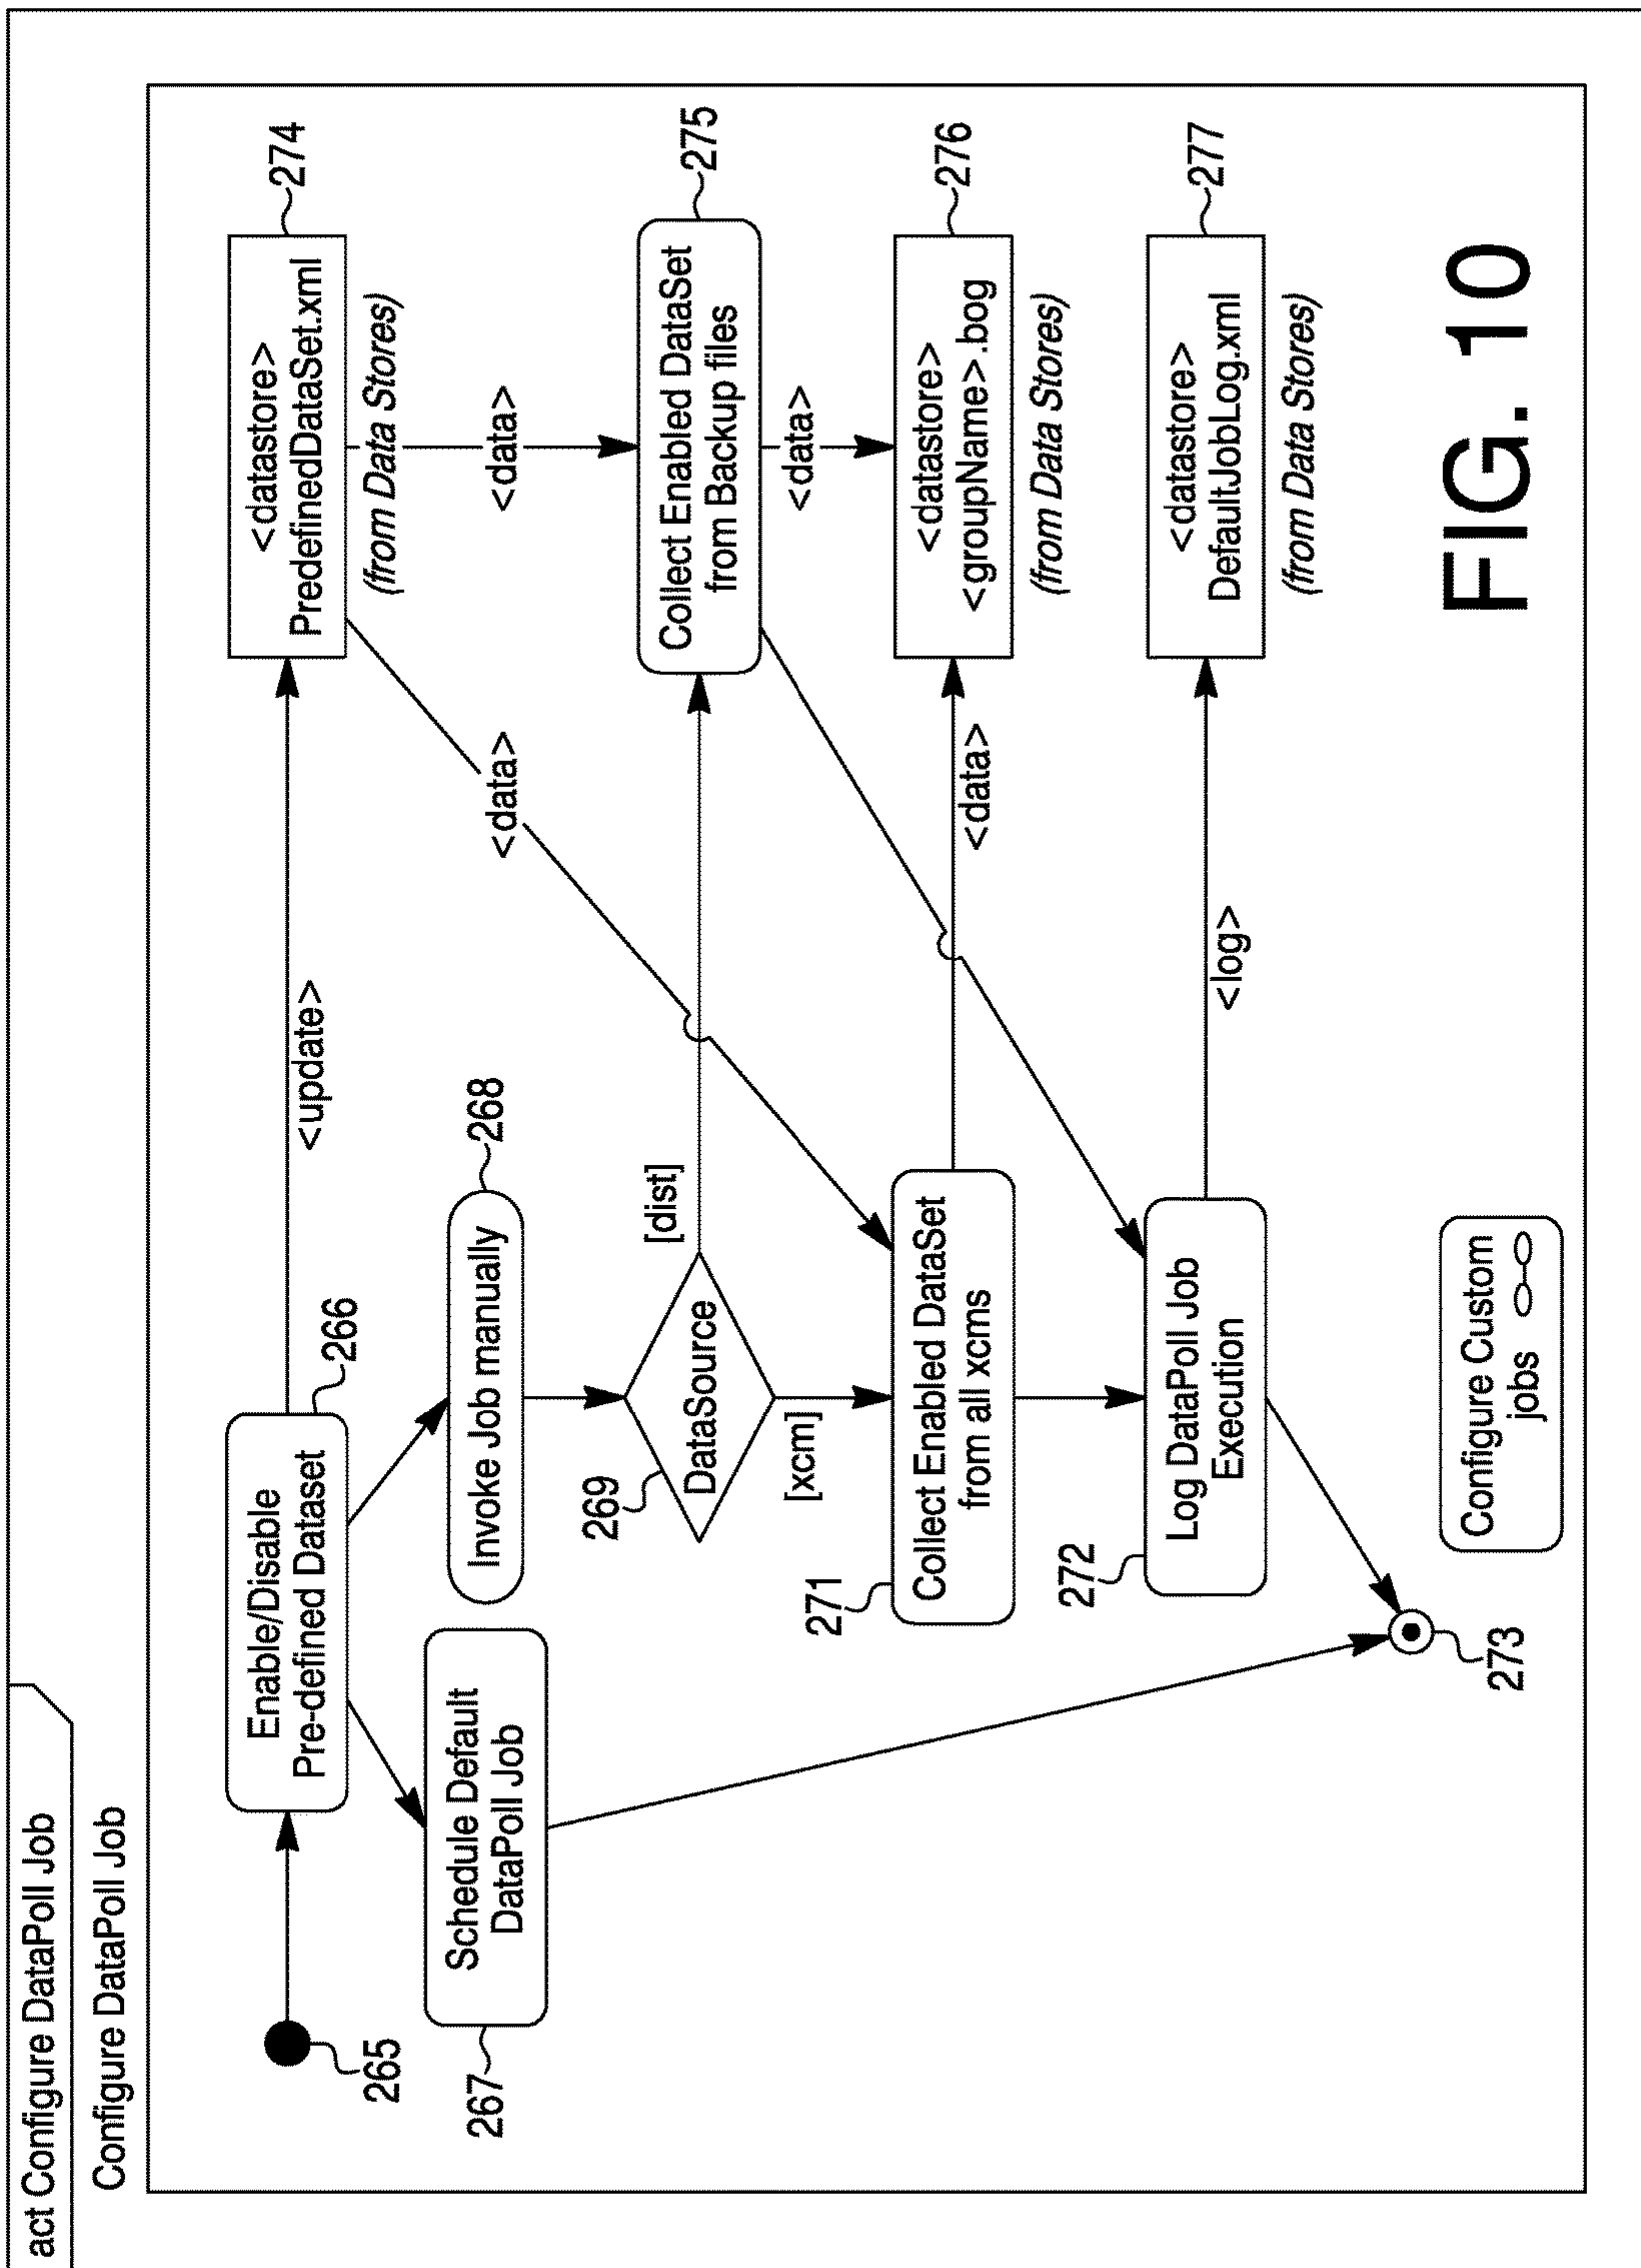 act Configure DataPoll Job
Configure DataPoll Job
265
Enable/Disable
Pre-defined Dataset
266
<update>
<datastore>
PredefinedDataSet.xml
274
(from Data Stores)
Schedule Default
DataPoll Job
267
Invoke Job manually
268
<data>
<data>
269
DataSource
[dist]
[xcm]
Collect Enabled DataSet
from Backup files
275
<data>
271
Collect Enabled DataSet
from all xcms
<data>
<datastore>
<groupName>.bog
276
(from Data Stores)
272
Log DataPoll Job
Execution
<log>
<datastore>
DefaultJobLog.xml
277
(from Data Stores)
273
Configure Custom
jobs
FIG. 10